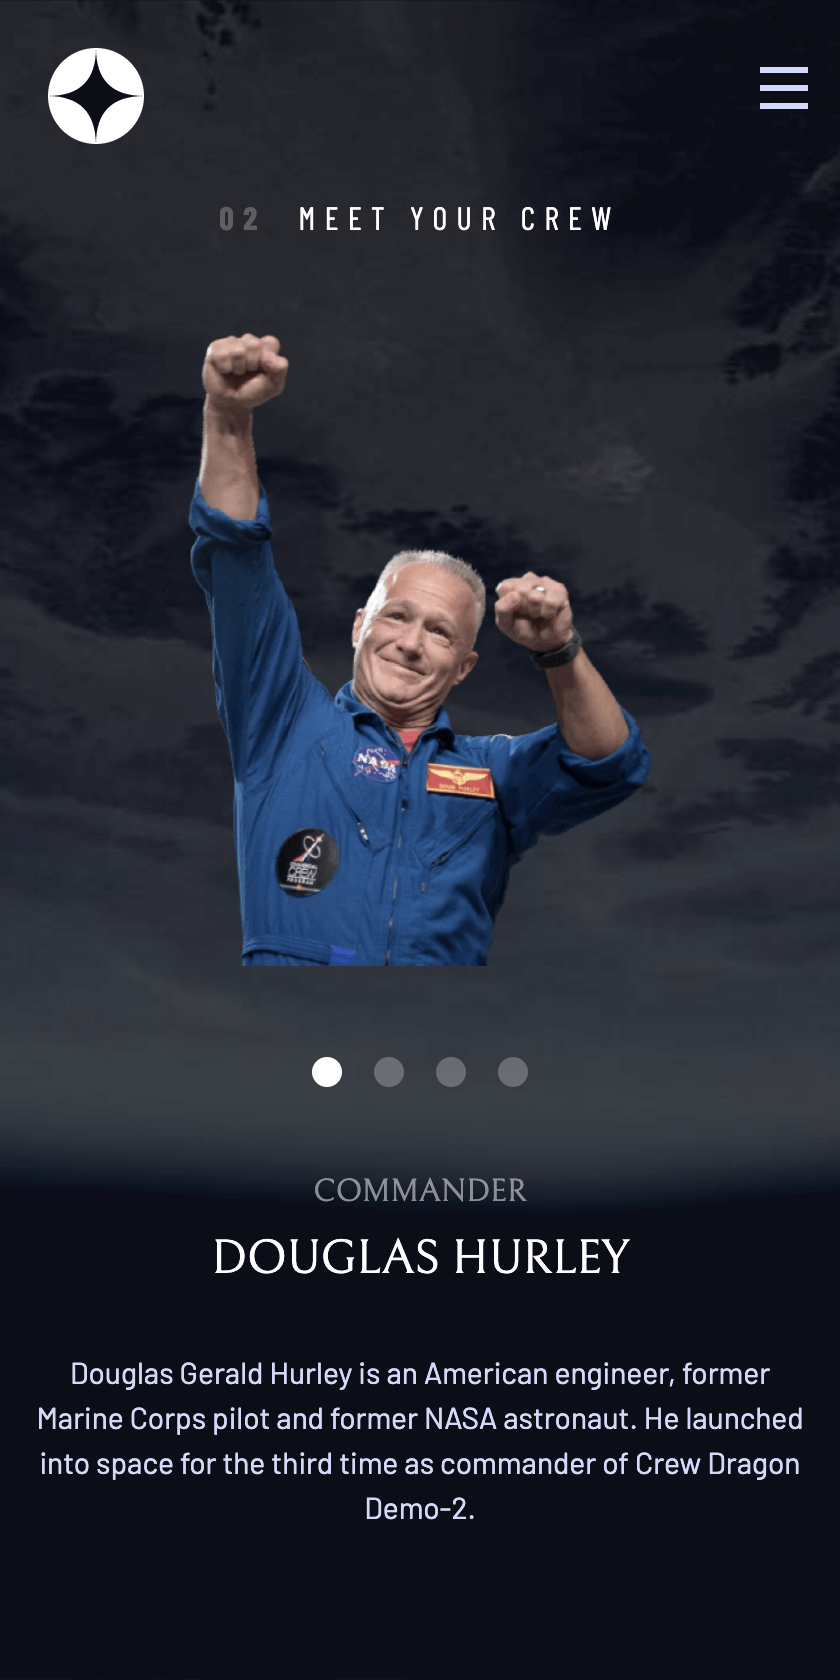 02 MEET YOUR CREW
NASA
COMMANDER
DOUGLAS HURLEY
Douglas Gerald Hurley is an American engineer, former
Marine Corps pilot and former NASA astronaut. He launched
into space for the third time as commander of Crew Dragon
Demo-2.